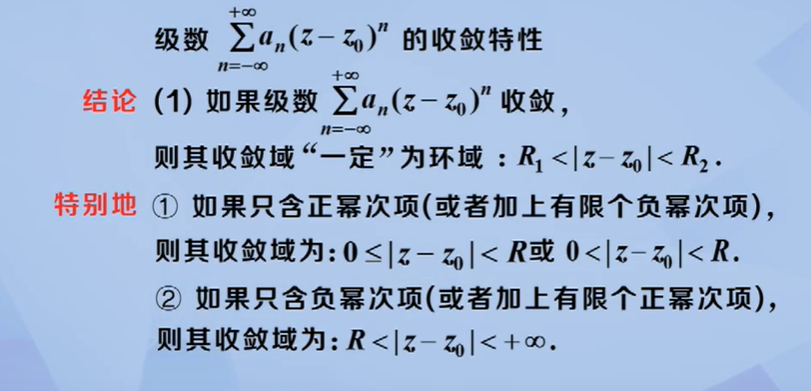 级数 $\sum_{n=-\infty}^{+\infty} a_n(z-z_0)^n$ 的收敛特性
结论 (1) 如果级数 $\sum_{n=-\infty}^{+\infty} a_n(z-z_0)^n$ 收敛，
则其收敛域“一定”为环域：$R_1<|z-z_0|<R_2$.
特别地 ① 如果只含正幂次项(或者加上有限个负幂次项)，
则其收敛域为：$0\le|z-z_0|<R$或 $0<|z-z_0|<R$.
② 如果只含负幂次项(或者加上有限个正幂次项)，
则其收敛域为：$R<|z-z_0|<+\infty$.